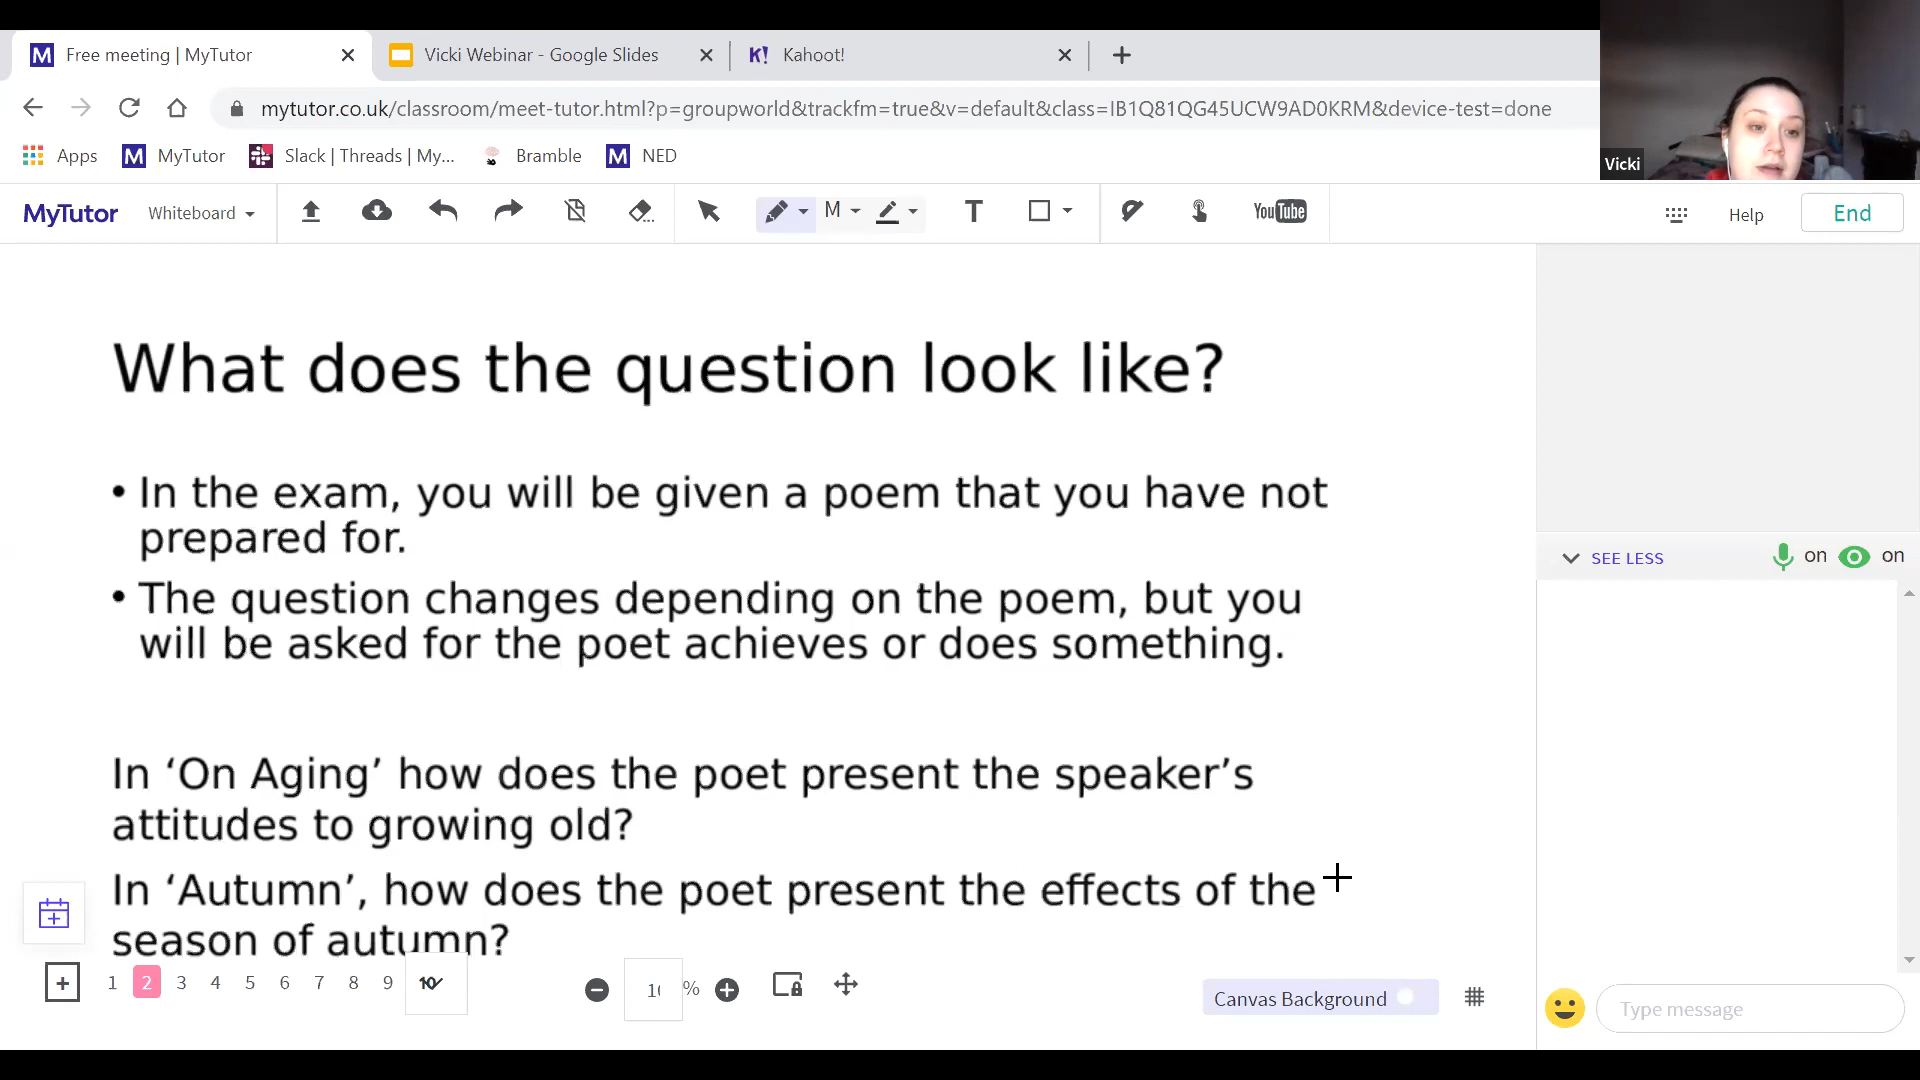 Free meeting | MyTutor
Vicki Webinar - Google Slides
K! Kahoot!
mytutor.co.uk/classroom/meet-tutor.html?p=groupworld&trackfm=true&v=default&class=IB1Q81QG45UCW9AD0KRM&device-test=done
Apps M MyTutor Slack | Threads | My... Bramble M NED
Vicki
MyTutor Whiteboard M T YouTube Help End
What does the question look like?
• In the exam, you will be given a poem that you have not
prepared for.
• The question changes depending on the poem, but you
will be asked for the poet achieves or does something.
SEE LESS on on
In ‘On Aging’ how does the poet present the speaker’s
attitudes to growing old?
In ‘Autumn’, how does the poet present the effects of the
season of autumn?
1 2 3 4 5 6 7 8 9 10 %
Canvas Background
Type message